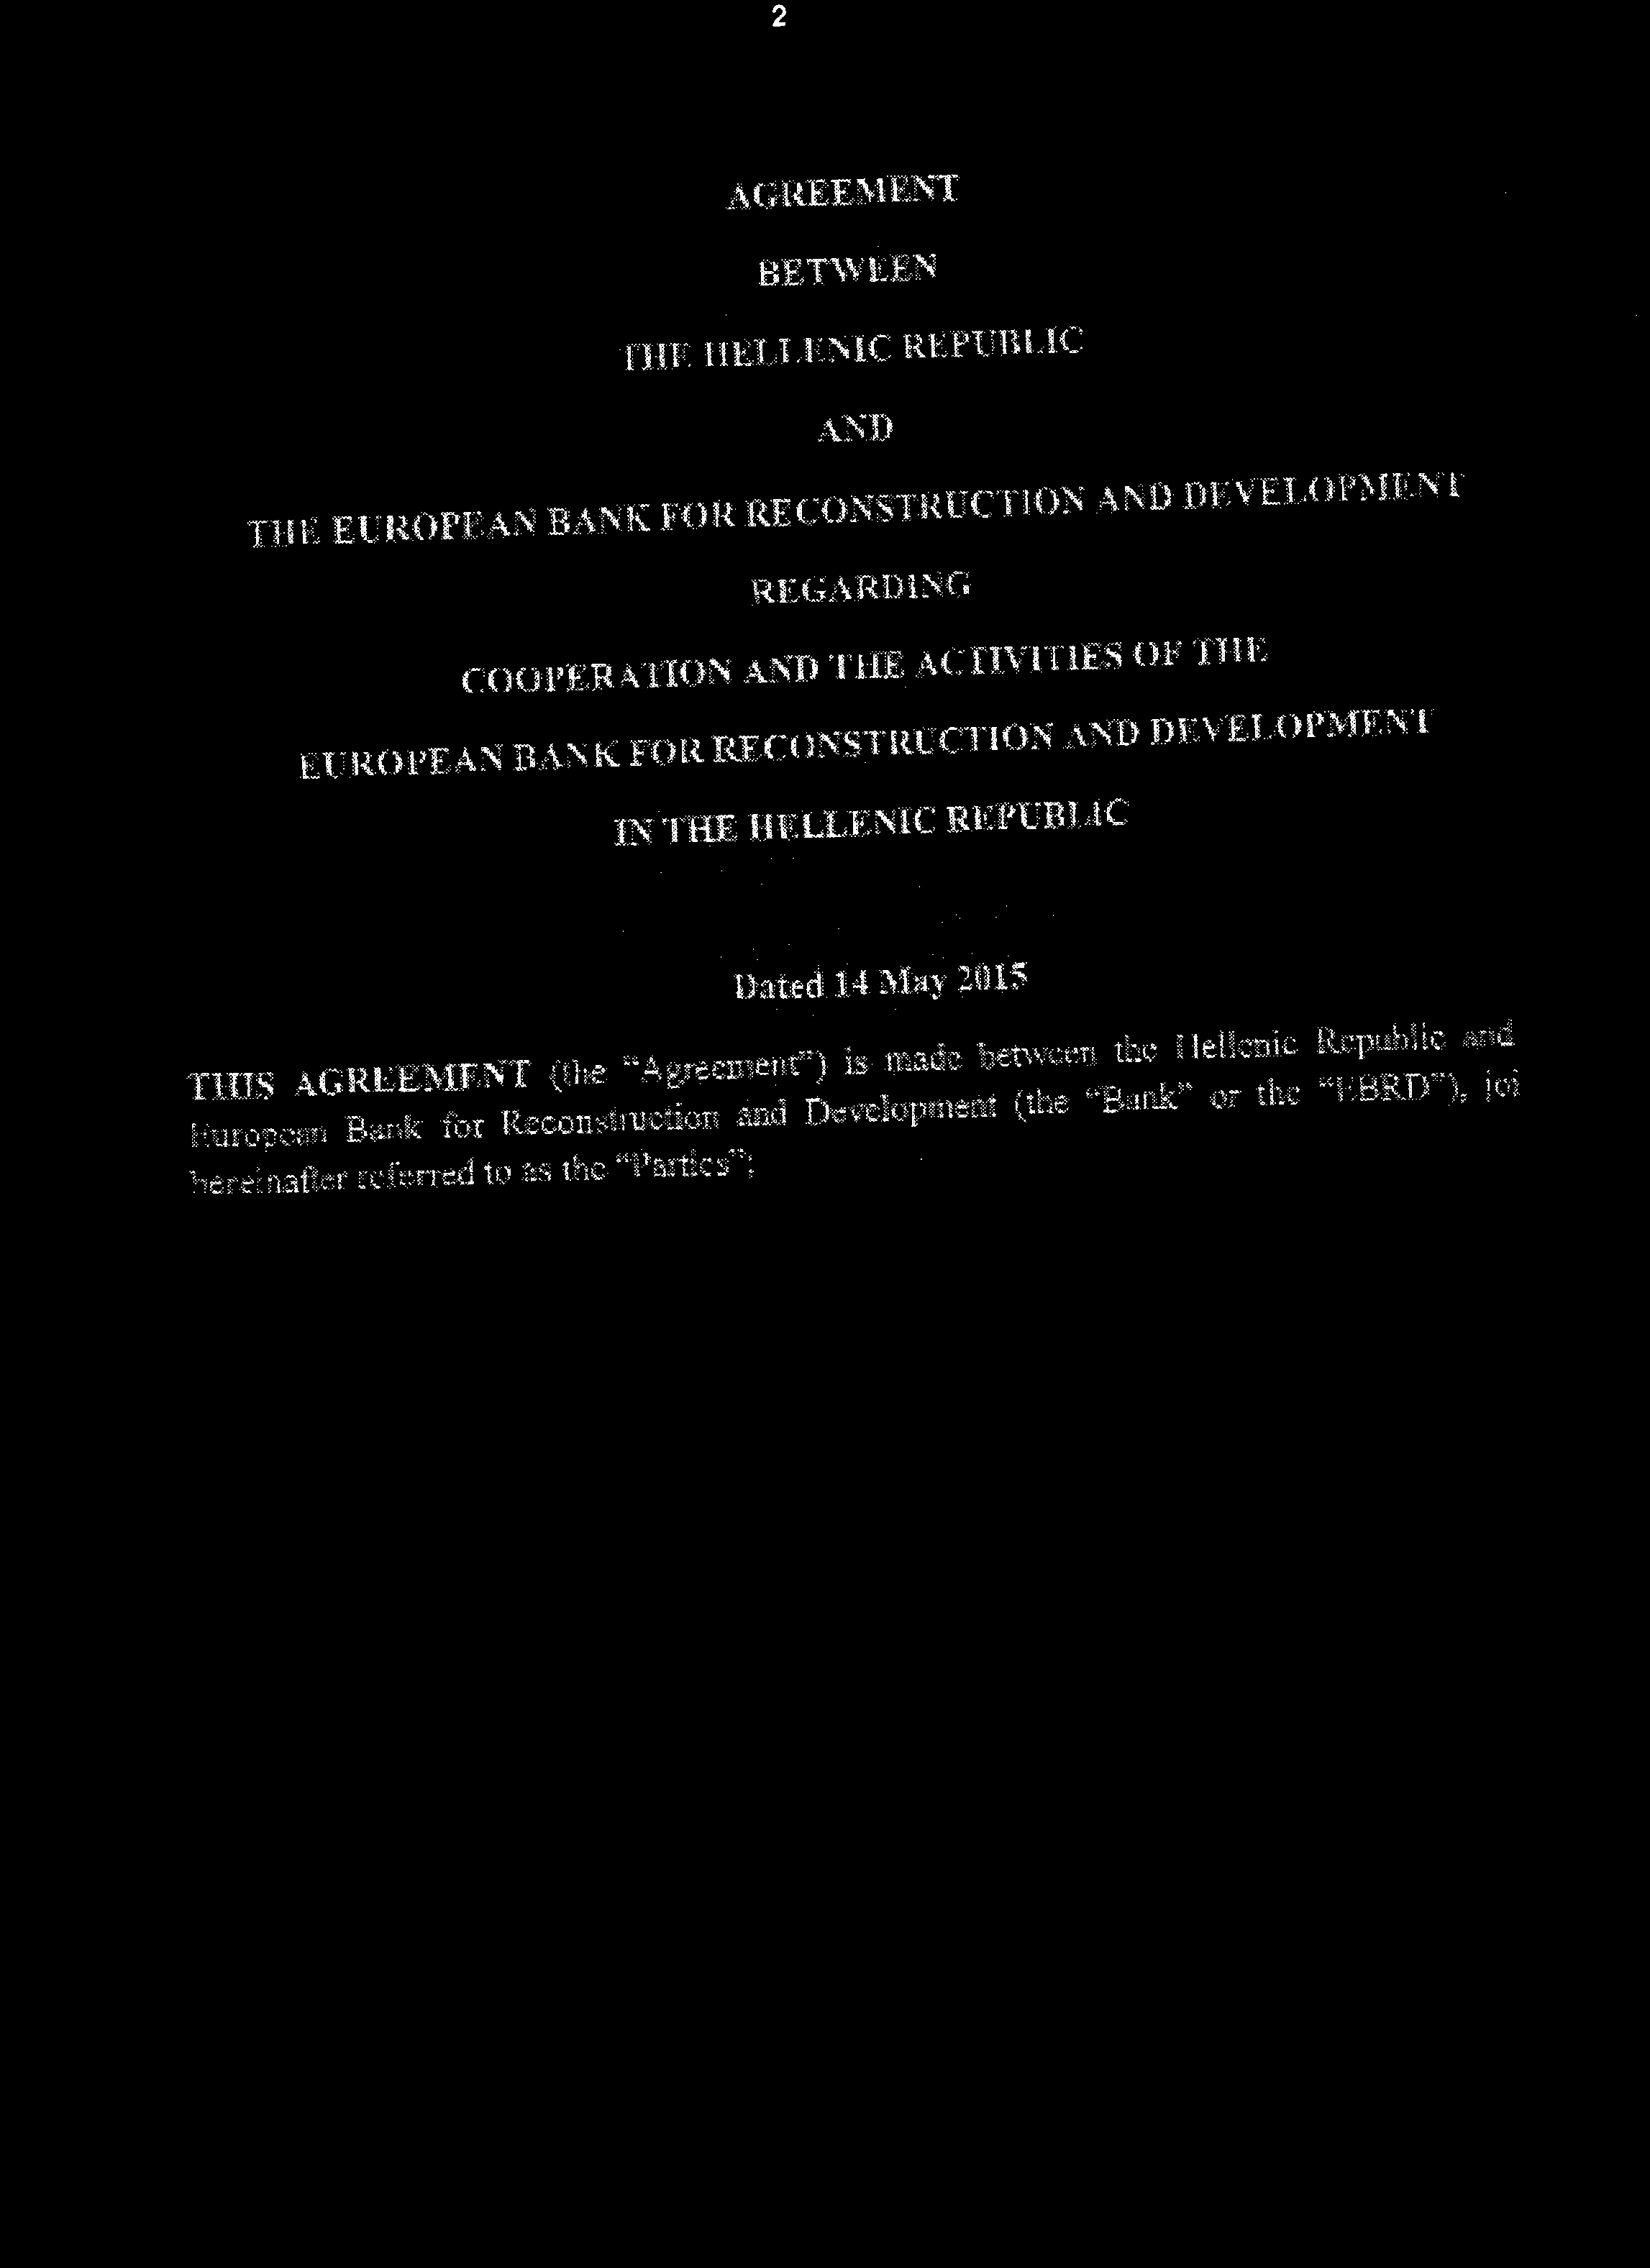 2
AGREEMENT
BETWEEN
THE HELLENIC REPUBLIC
AND
THE EUROPEAN BANK FOR RECONSTRUCTION AND DEVELOPMENT
REGARDING
COOPERATION AND THE ACTIVITIES OF THE
EUROPEAN BANK FOR RECONSTRUCTION AND DEVELOPMENT
IN THE HELLENIC REPUBLIC
Dated 14 May 2015
THIS AGREEMENT (the “Agreement”) is made between the Hellenic Republic and
European Bank for Reconstruction and Development (the “Bank” or the “EBRD”), joi
hereinafter referred to as the “Parties”;